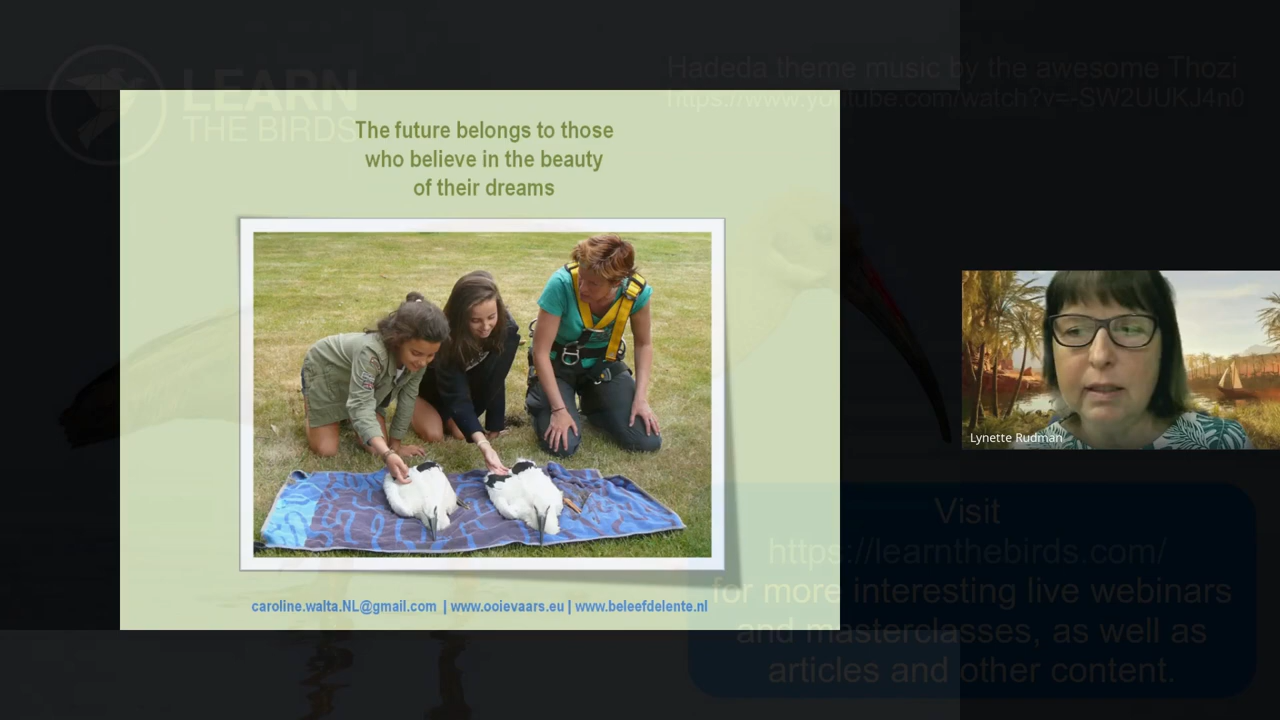 LEARN
THE BIRDS
Hadeda theme music by the awesome Thozi
https://www.youtube.com/watch?v=-SW2UUKJ4n0
The future belongs to those
who believe in the beauty
of their dreams
Lynette Rudman
Visit
https://learnthebirds.com/
for more interesting live webinars
and masterclasses, as well as
articles and other content.
caroline.walta.NL@gmail.com | www.ooievaars.eu | www.beleefdelente.nl